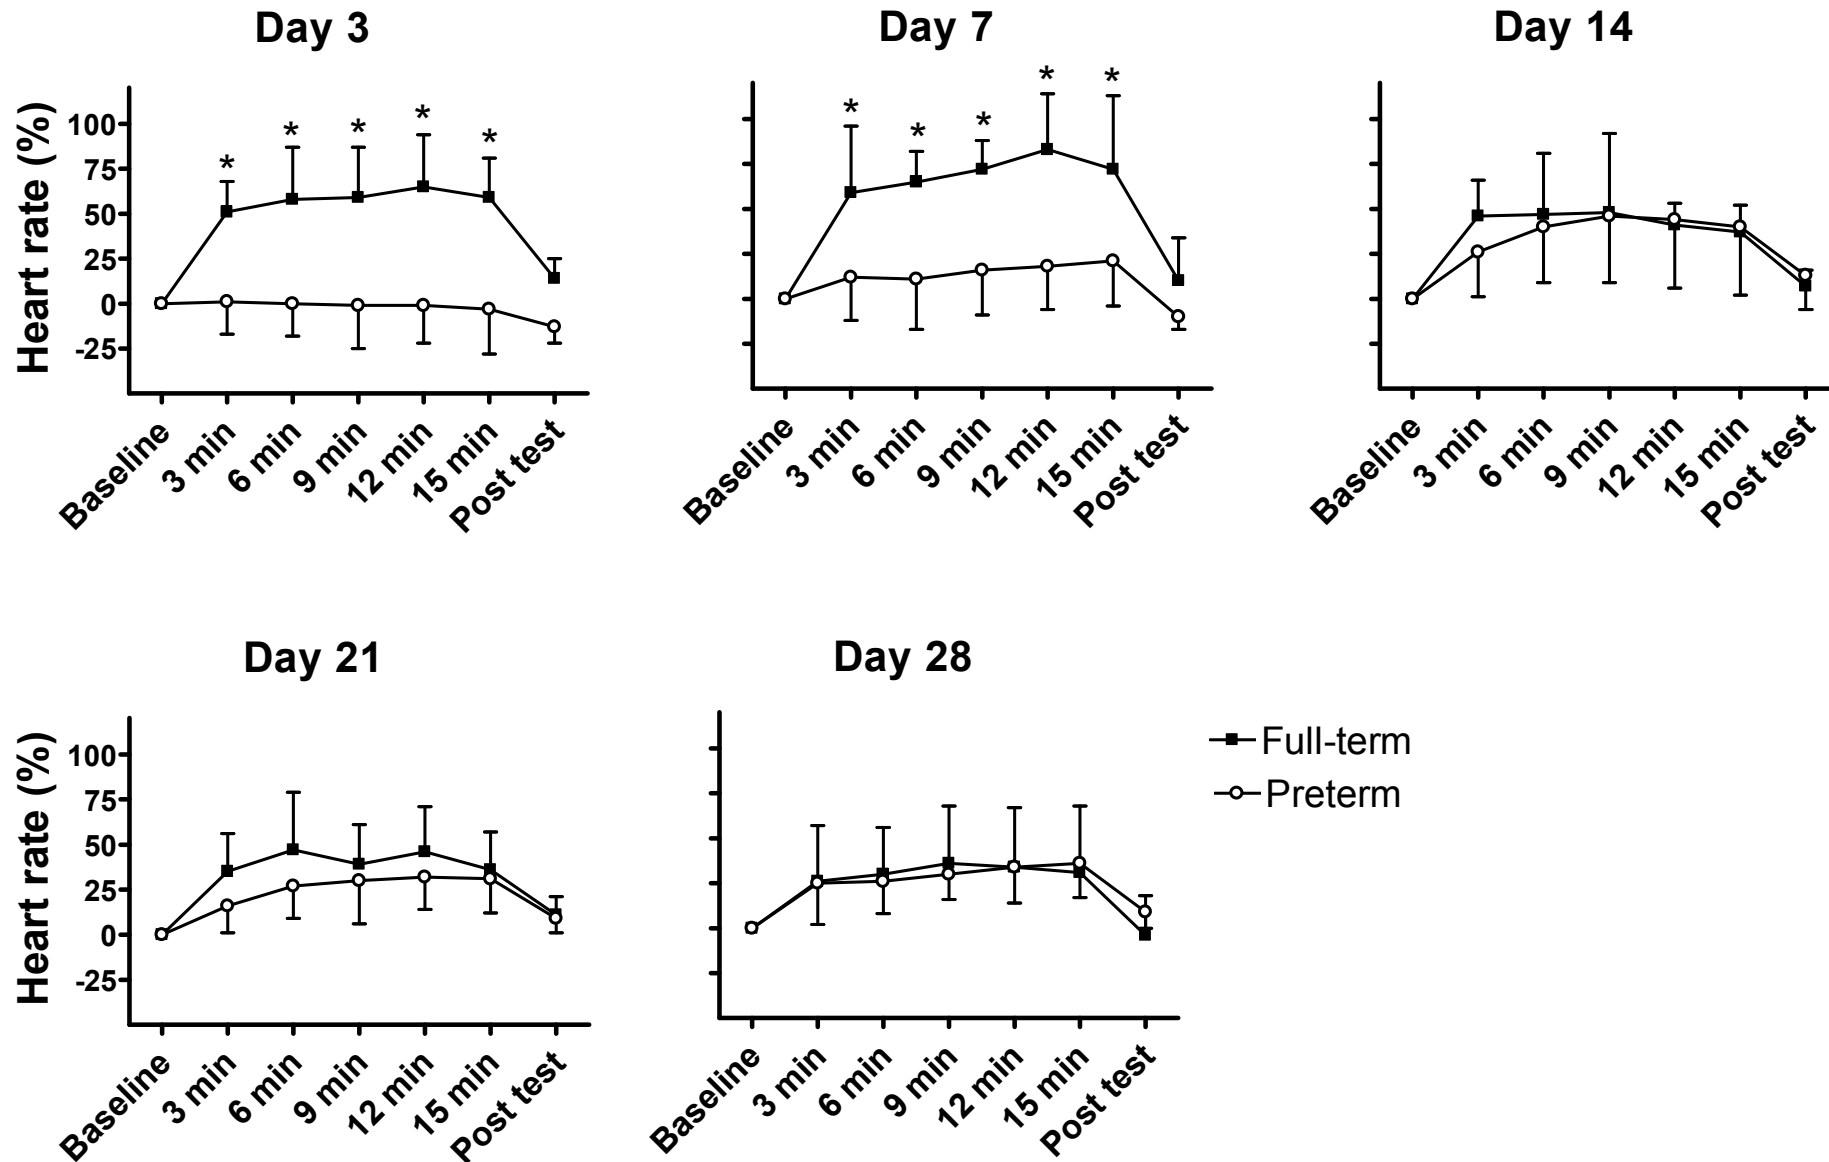 Day 3
Day 7
Day 14
Heart rate (%)
100
75
50
25
0
-25
*
*
*
*
*
*
*
*
*
*
Baseline
3 min
6 min
9 min
12 min
15 min
Post test
Baseline
3 min
6 min
9 min
12 min
15 min
Post test
Baseline
3 min
6 min
9 min
12 min
15 min
Post test
Day 21
Day 28
Heart rate (%)
100
75
50
25
0
-25
Full-term
Preterm
Baseline
3 min
6 min
9 min
12 min
15 min
Post test
Baseline
3 min
6 min
9 min
12 min
15 min
Post test